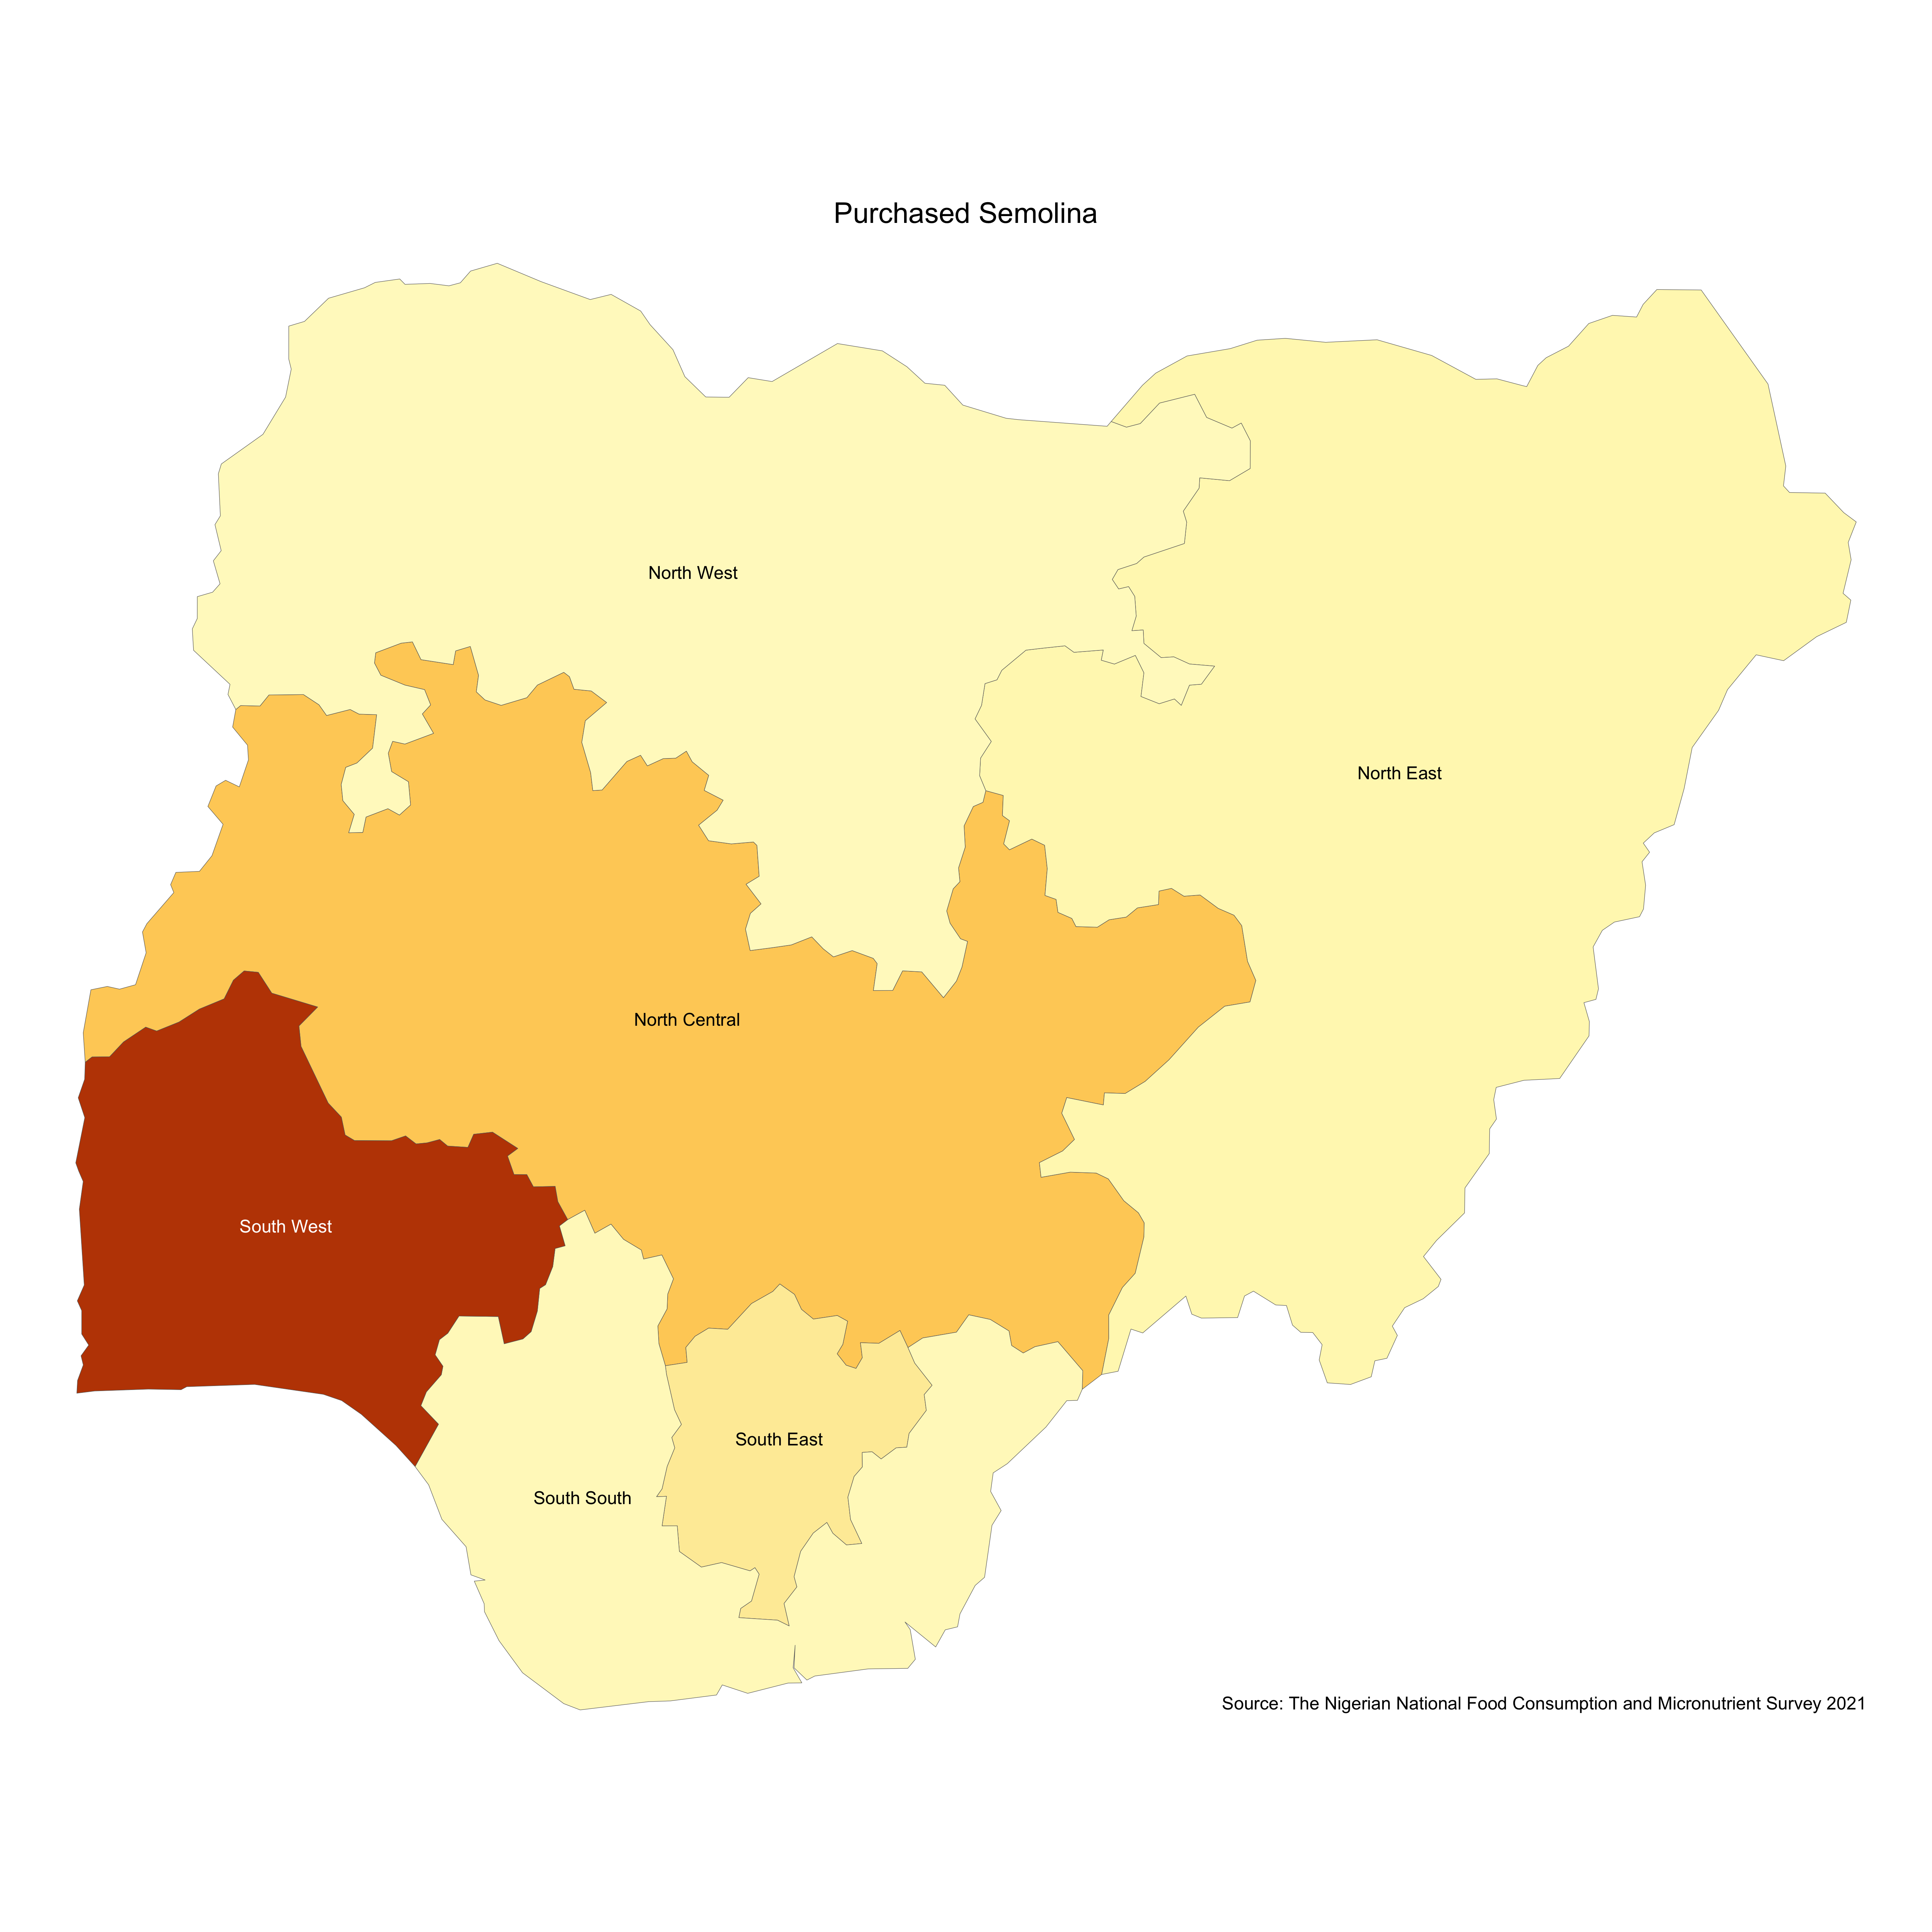 Purchased Semolina
North West
North East
North Central
South West
South East
South South
Source: The Nigerian National Food Consumption and Micronutrient Survey 2021